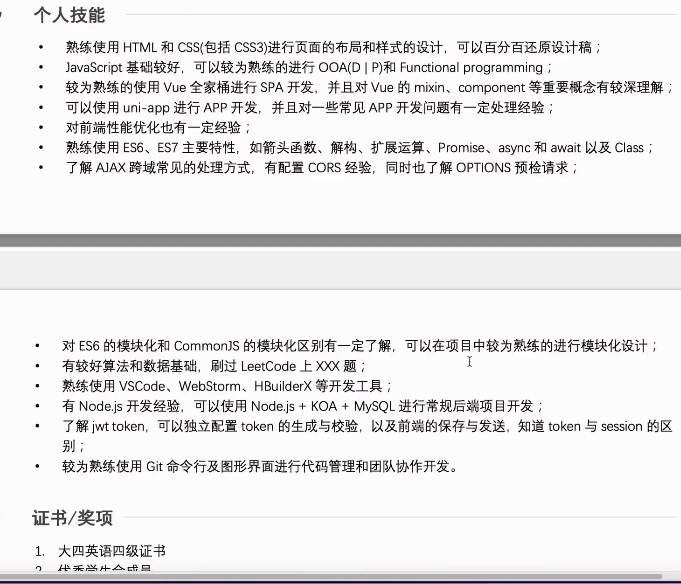 个人技能
• 熟练使用 HTML 和 CSS(包括 CSS3)进行页面的布局和样式的设计，可以百分百还原设计稿；
• JavaScript 基础较好，可以较为熟练的进行 OOA(D | P)和 Functional programming；
• 较为熟练的使用 Vue 全家桶进行 SPA 开发，并且对 Vue 的 mixin、component 等重要概念有较深理解；
• 可以使用 uni-app 进行 APP 开发，并且对一些常见 APP 开发问题有一定处理经验；
• 对前端性能优化也有一定经验；
• 熟练使用 ES6、ES7 主要特性，如箭头函数、解构、扩展运算、Promise、async 和 await 以及 Class；
• 了解 AJAX 跨域常见的处理方式，有配置 CORS 经验，同时也了解 OPTIONS 预检请求；
• 对 ES6 的模块化和 CommonJS 的模块化区别有一定了解，可以在项目中较为熟练的进行模块化设计；
• 有较好算法和数据基础，刷过 LeetCode 上 XXX 题；
• 熟练使用 VSCode、WebStorm、HBuilderX 等开发工具；
• 有 Node.js 开发经验，可以使用 Node.js + KOA + MySQL 进行常规后端项目开发；
• 了解 jwt token，可以独立配置 token 的生成与校验，以及前端的保存与发送，知道 token 与 session 的区
别；
• 较为熟练使用 Git 命令行及图形界面进行代码管理和团队协作开发。
证书/奖项
1. 大四英语四级证书
2. 优秀学生会成员